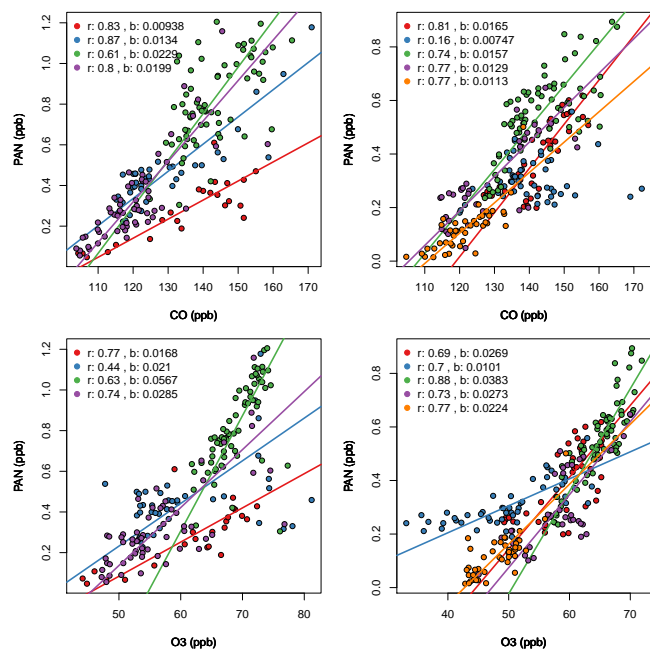 r: 0.83 , b: 0.00938
r: 0.87 , b: 0.0134
r: 0.61 , b: 0.0229
r: 0.8 , b: 0.0199
PAN (ppb)
0.2 0.4 0.6 0.8 1.0 1.2
110 120 130 140 150 160 170
CO (ppb)
r: 0.81 , b: 0.0165
r: 0.16 , b: 0.00747
r: 0.74 , b: 0.0157
r: 0.77 , b: 0.0129
r: 0.77 , b: 0.0113
PAN (ppb)
0.0 0.2 0.4 0.6 0.8
110 120 130 140 150 160 170
CO (ppb)
r: 0.77 , b: 0.0168
r: 0.44 , b: 0.021
r: 0.63 , b: 0.0567
r: 0.74 , b: 0.0285
PAN (ppb)
0.2 0.4 0.6 0.8 1.0 1.2
50 60 70 80
O3 (ppb)
r: 0.69 , b: 0.0269
r: 0.7 , b: 0.0101
r: 0.88 , b: 0.0383
r: 0.73 , b: 0.0273
r: 0.77 , b: 0.0224
PAN (ppb)
0.0 0.2 0.4 0.6 0.8
40 50 60 70
O3 (ppb)